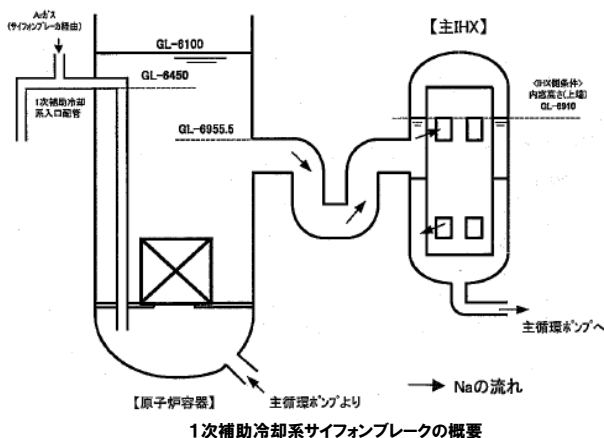 Arガス
(サイフォンブレーカ経由)
【主IHX】
GL-6100
GL-6450
<IHX側条件>
内窓高さ(上端)
GL-6910
1次補助冷却
系入口配管
GL-6955.5
主循環ポンプへ
【原子炉容器】
主循環ポンプより
Naの流れ
1次補助冷却系サイフォンブレークの概要